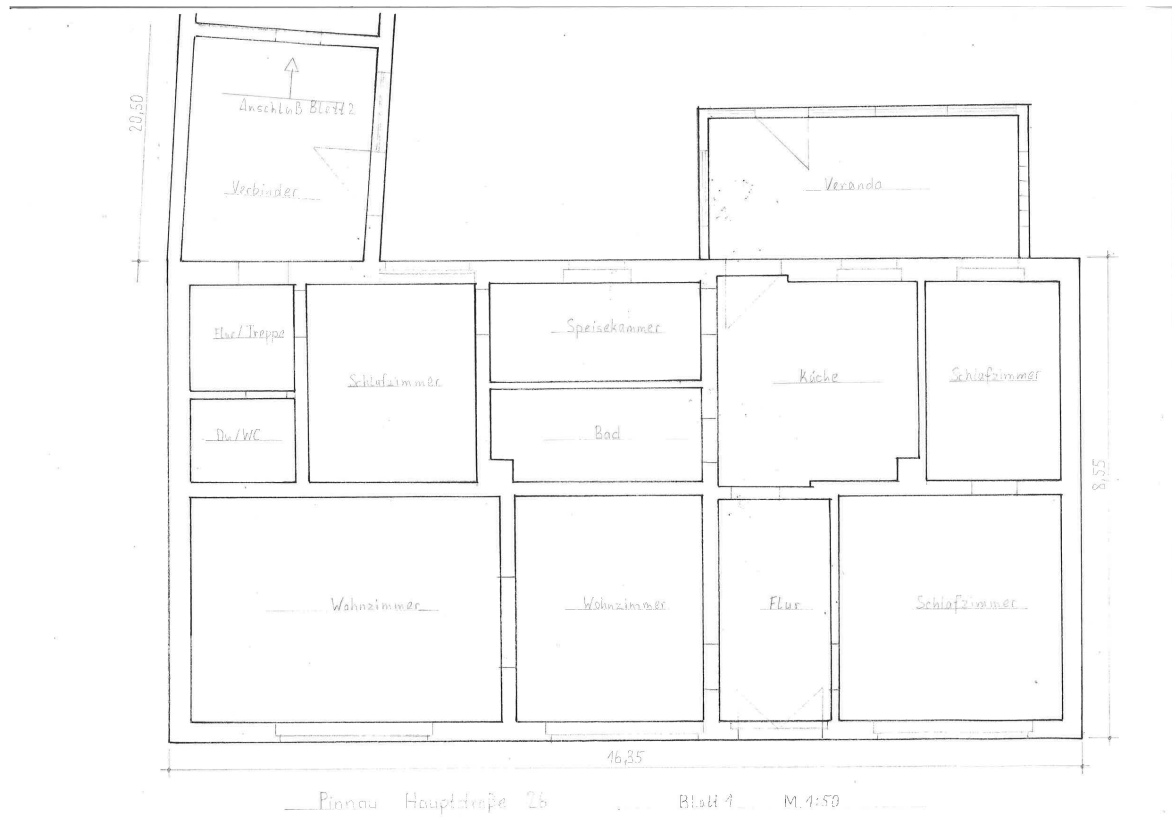 Anschluß Blatt 2
20,50
Verbinder
Veranda
Flur/Treppe
Speisekammer
Schlafzimmer
Küche
Schlafzimmer
Du/WC
Bad
8,55
Wohnzimmer
Wohnzimmer
Flur
Schlafzimmer
16,35
Pinnau Hauptstraße 26 Blatt 1 M. 1:50